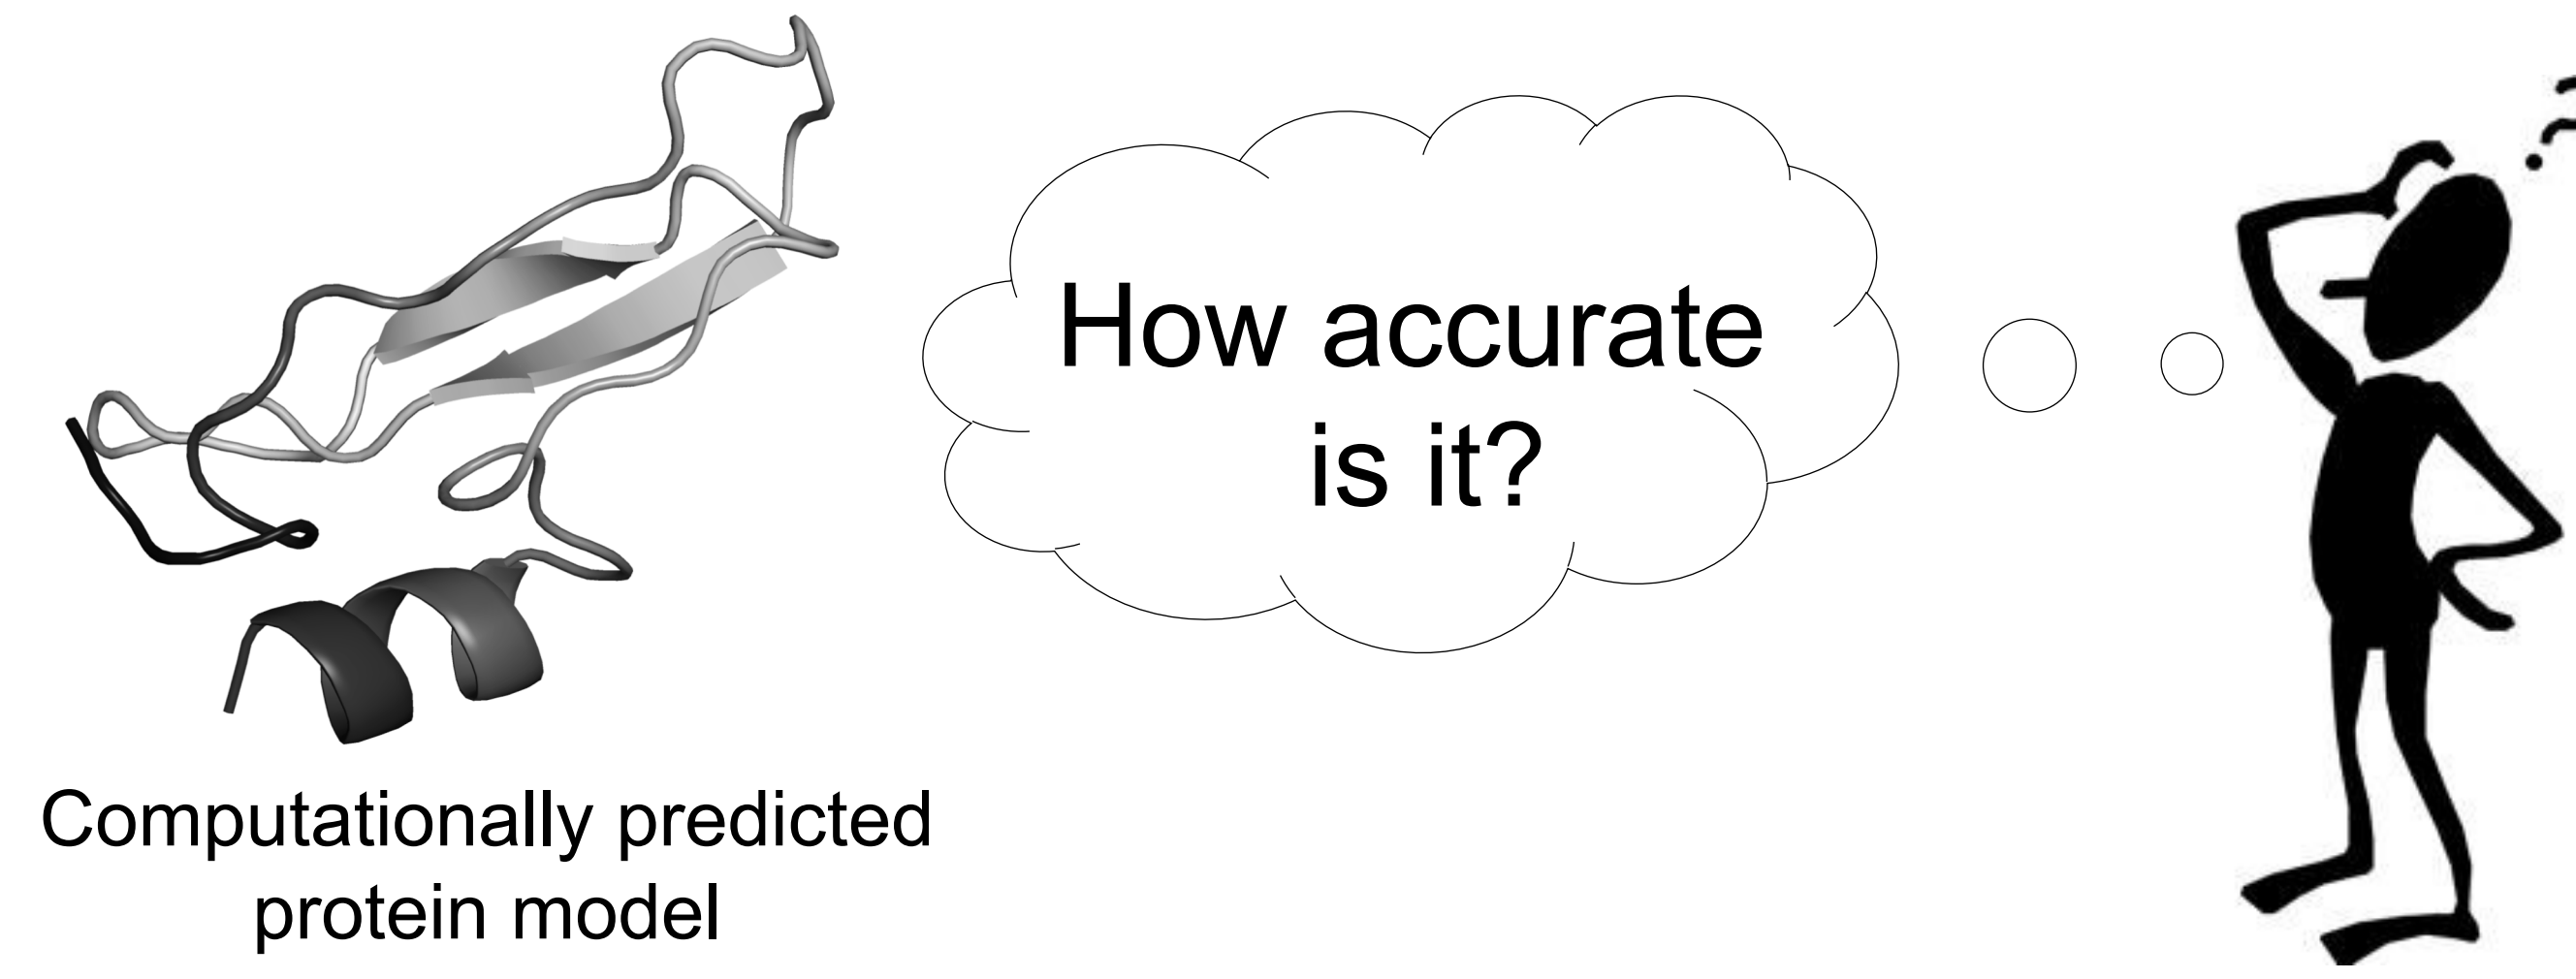 How accurate
is it?
Computationally predicted
protein model